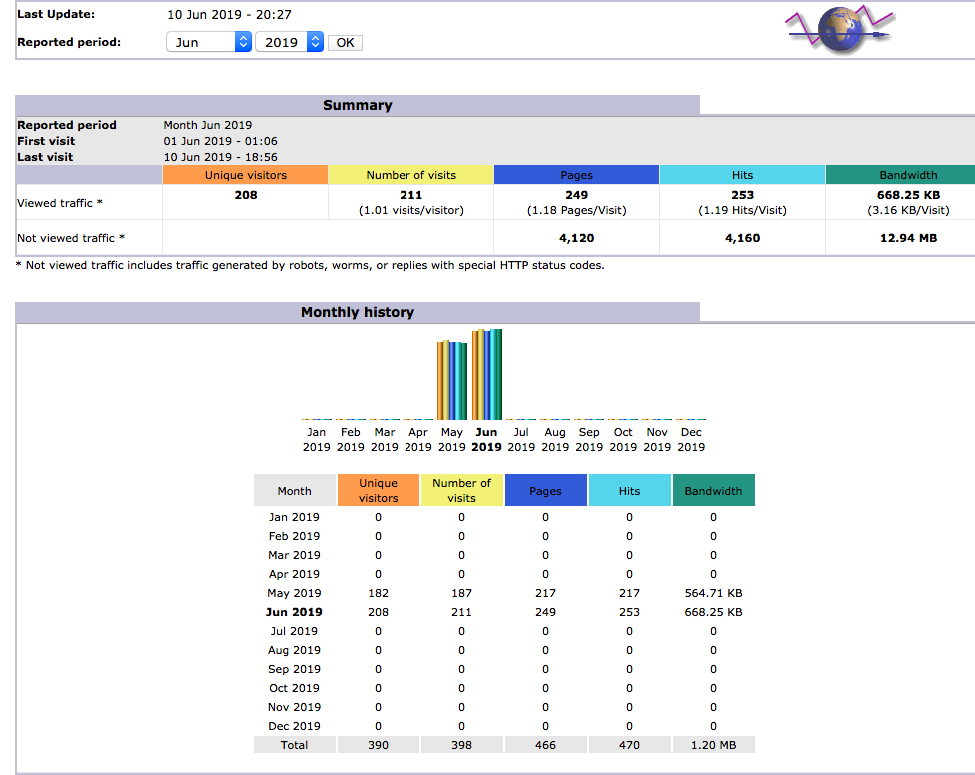 Last Update: 10 Jun 2019 - 20:27
Reported period: Jun 2019 OK
Summary
Reported period Month Jun 2019
First visit 01 Jun 2019 - 01:06
Last visit 10 Jun 2019 - 18:56
Unique visitors Number of visits Pages Hits Bandwidth
Viewed traffic * 208 211 249 253 668.25 KB
(1.01 visits/visitor) (1.18 Pages/Visit) (1.19 Hits/Visit) (3.16 KB/Visit)
Not viewed traffic * 4,120 4,160 12.94 MB
* Not viewed traffic includes traffic generated by robots, worms, or replies with special HTTP status codes.
Monthly history
Jan Feb Mar Apr May Jun Jul Aug Sep Oct Nov Dec
2019 2019 2019 2019 2019 2019 2019 2019 2019 2019 2019 2019
Month Unique visitors Number of visits Pages Hits Bandwidth
Jan 2019 0 0 0 0 0
Feb 2019 0 0 0 0 0
Mar 2019 0 0 0 0 0
Apr 2019 0 0 0 0 0
May 2019 182 187 217 217 564.71 KB
Jun 2019 208 211 249 253 668.25 KB
Jul 2019 0 0 0 0 0
Aug 2019 0 0 0 0 0
Sep 2019 0 0 0 0 0
Oct 2019 0 0 0 0 0
Nov 2019 0 0 0 0 0
Dec 2019 0 0 0 0 0
Total 390 398 466 470 1.20 MB